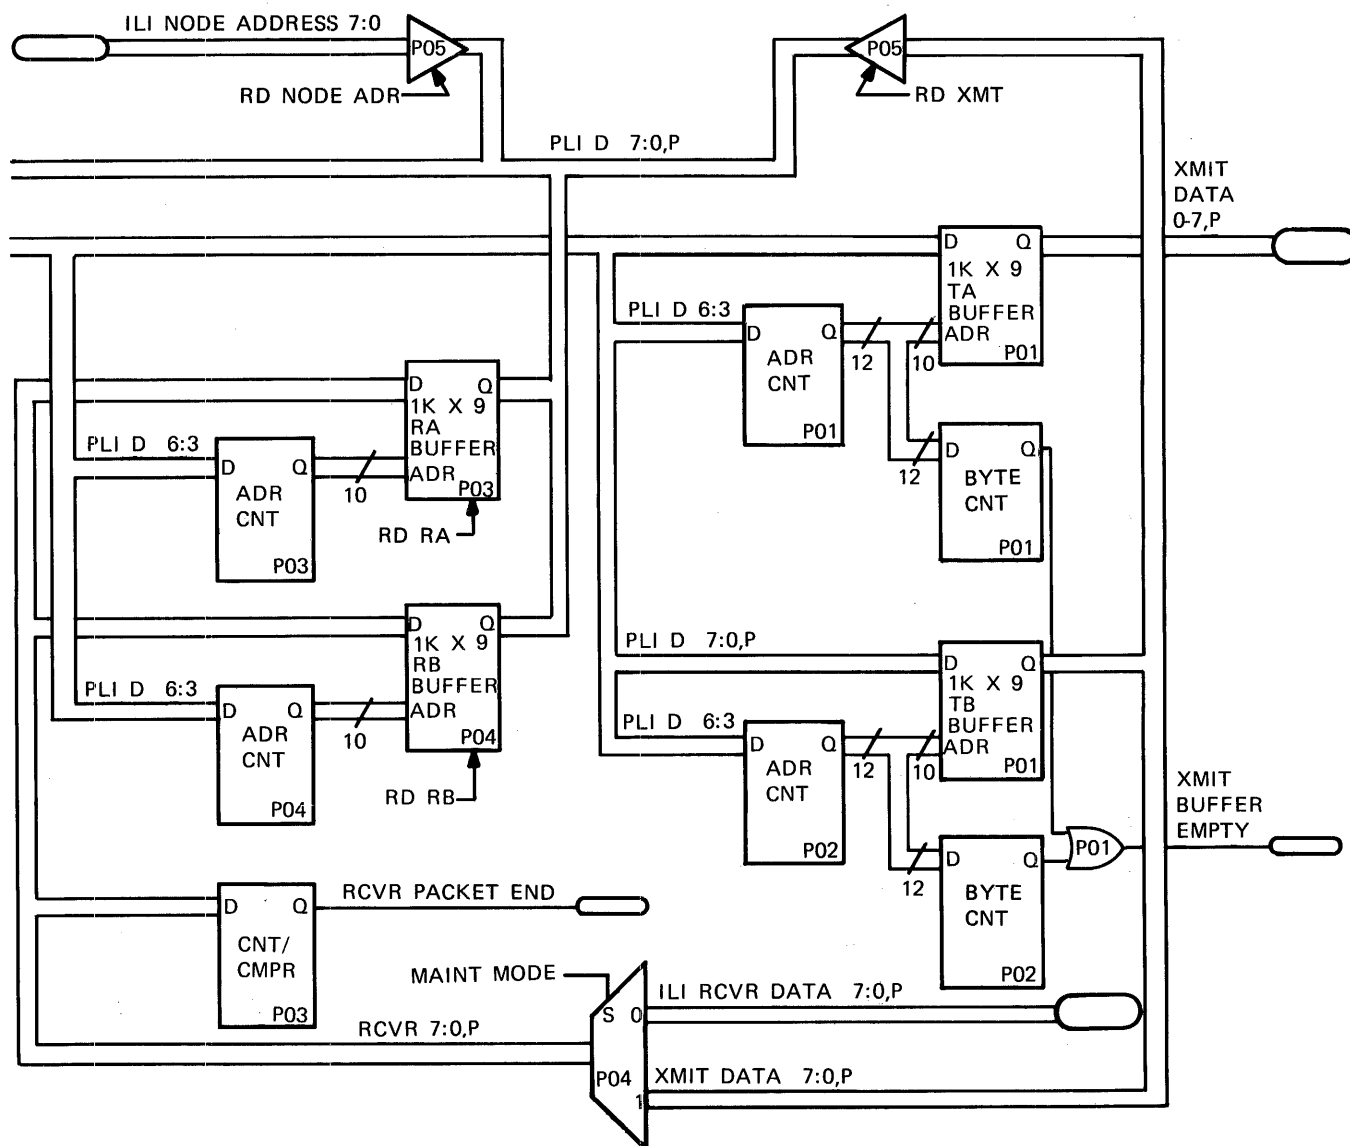 ILI NODE ADDRESS 7:0
P05
RD NODE ADR
P05
RD XMT
PLI D 7:0,P
XMIT
DATA
0-7,P
D Q
1K X 9
TA
BUFFER
ADR
P01
PLI D 6:3
D Q
ADR
CNT
P01
12
10
12
D Q
BYTE
CNT
P01
D Q
1K X 9
RA
BUFFER
ADR
P03
PLI D 6:3
D Q
ADR
CNT
P03
10
RD RA
D Q
1K X 9
RB
BUFFER
ADR
P04
PLI D 6:3
D Q
ADR
CNT
P04
10
RD RB
PLI D 7:0,P
D Q
1K X 9
TB
BUFFER
ADR
P01
PLI D 6:3
D Q
ADR
CNT
P02
12
10
12
D Q
BYTE
CNT
P02
P01
XMIT
BUFFER
EMPTY
D Q
CNT/
CMPR
P03
RCVR PACKET END
MAINT MODE
S 0
P04
1
ILI RCVR DATA 7:0,P
RCVR 7:0,P
XMIT DATA 7:0,P